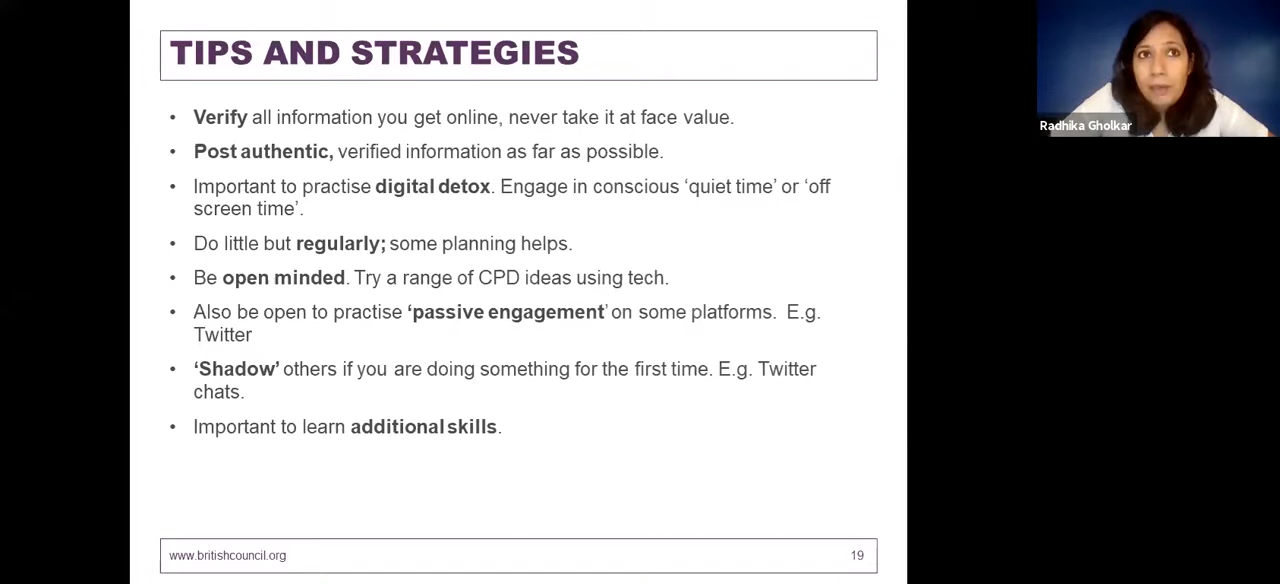 TIPS AND STRATEGIES
• Verify all information you get online, never take it at face value.
• Post authentic, verified information as far as possible.
• Important to practise digital detox. Engage in conscious ‘quiet time’ or ‘off
screen time’.
• Do little but regularly; some planning helps.
• Be open minded. Try a range of CPD ideas using tech.
• Also be open to practise ‘passive engagement’ on some platforms. E.g.
Twitter
• ‘Shadow’ others if you are doing something for the first time. E.g. Twitter
chats.
• Important to learn additional skills.
www.britishcouncil.org
19
Radhika Gholkar